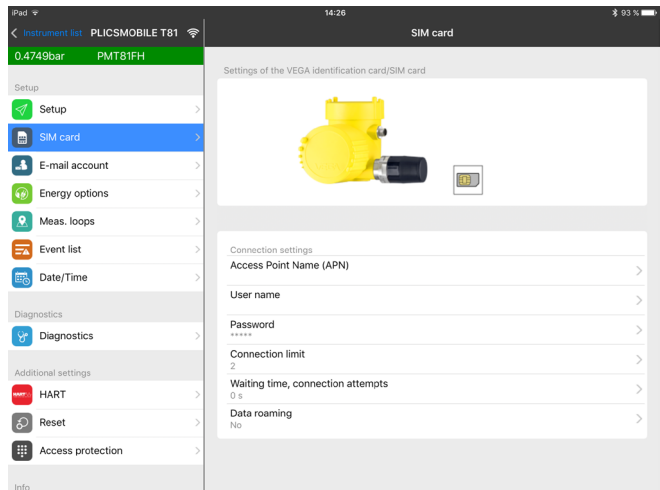 iPad
14:26
93 %
Instrument list
PLICSMOBILE T81
SIM card
0.4749bar
PMT81FH
Setup
Setup
SIM card
E-mail account
Energy options
Meas. loops
Event list
Date/Time
Diagnostics
Diagnostics
Additional settings
HART
HART
Reset
Access protection
Info
Settings of the VEGA identification card/SIM card
Connection settings
Access Point Name (APN)
User name
Password
*****
Connection limit
2
Waiting time, connection attempts
0 s
Data roaming
No